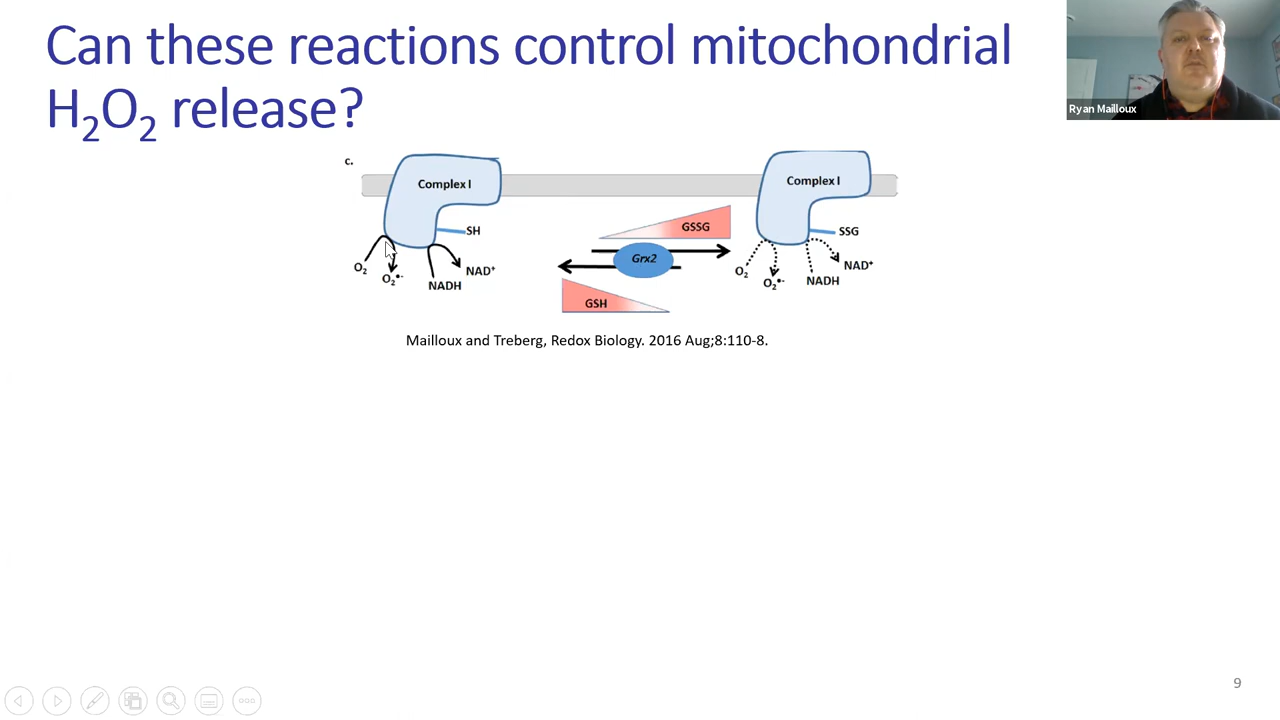 Can these reactions control mitochondrial
H₂O₂ release?
Ryan Mailloux
c.
Complex I
Complex I
SH
GSSG
SSG
Grx2
O₂
O₂•-
NADH
NAD⁺
O₂
O₂•-
NADH
NAD⁺
GSH
Mailloux and Treberg, Redox Biology. 2016 Aug;8:110-8.
9